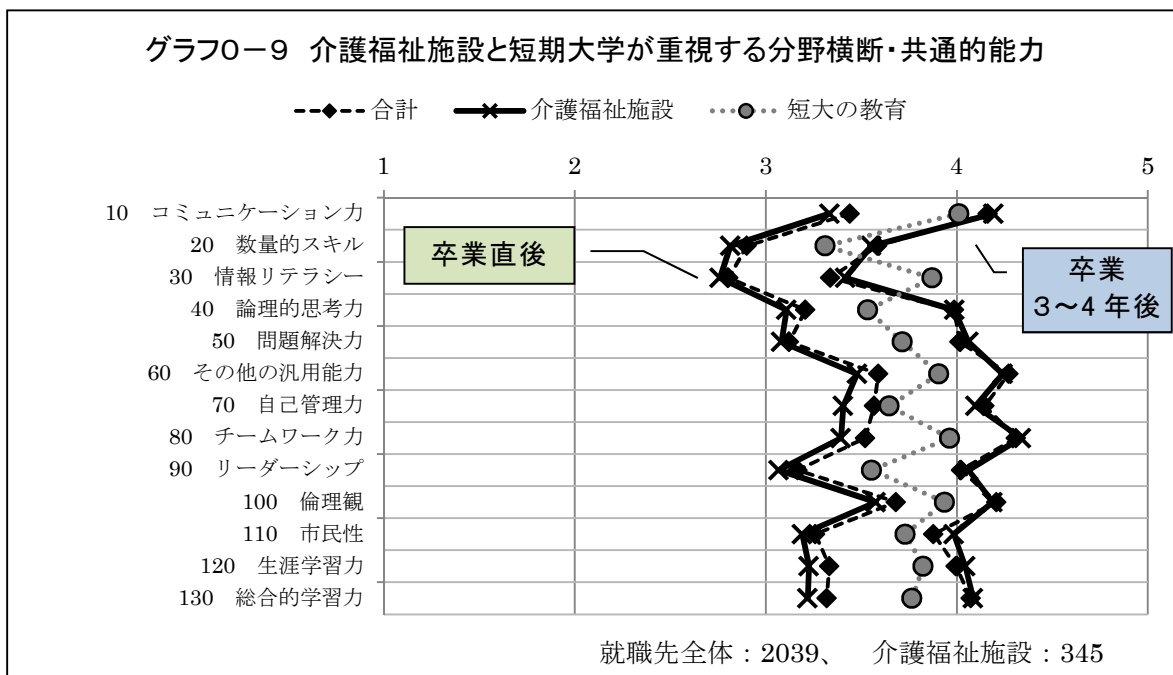 グラフ0－9 介護福祉施設と短期大学が重視する分野横断・共通的能力
合計 介護福祉施設 短大の教育
1 2 3 4 5
10 コミュニケーション力
20 数量的スキル
30 情報リテラシー
40 論理的思考力
50 問題解決力
60 その他の汎用能力
70 自己管理力
80 チームワーク力
90 リーダーシップ
100 倫理観
110 市民性
120 生涯学習力
130 総合的学習力
卒業直後
卒業
3～4年後
就職先全体：2039、 介護福祉施設：345